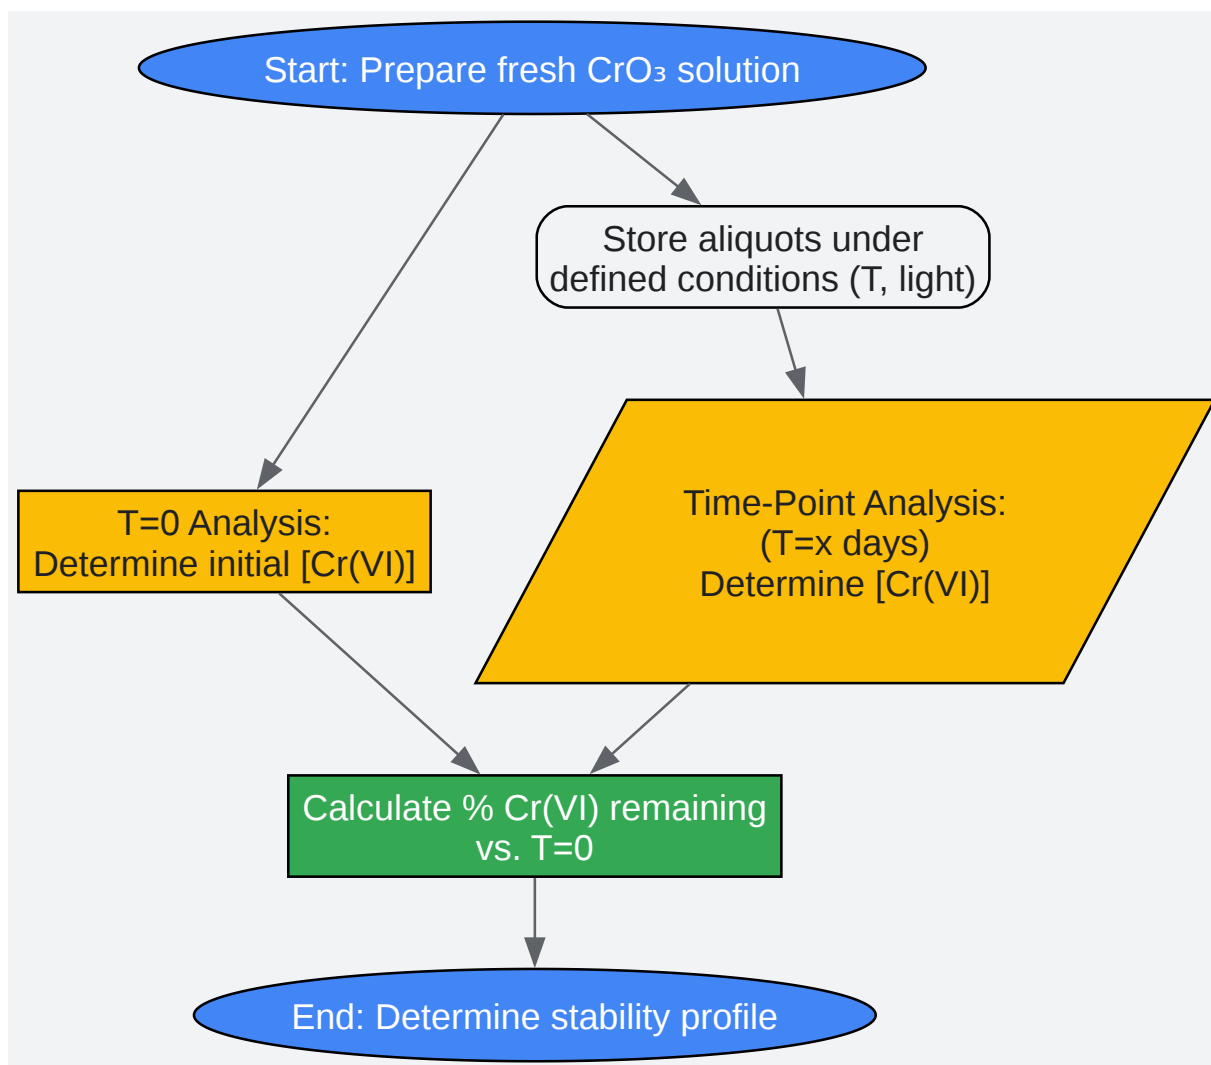 Start: Prepare fresh CrO₃ solution
Store aliquots under
defined conditions (T, light)
T=0 Analysis:
Determine initial [Cr(VI)]
Time-Point Analysis:
(T=x days)
Determine [Cr(VI)]
Calculate % Cr(VI) remaining
vs. T=0
End: Determine stability profile